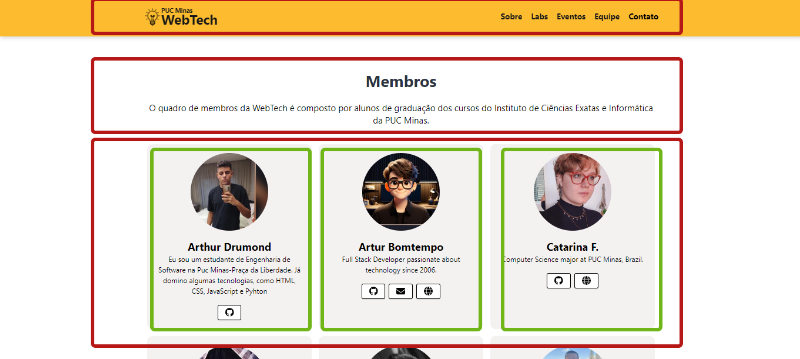 PUC Minas
WebTech
Sobre Labs Eventos Equipe Contato
Membros
O quadro de membros da WebTech é composto por alunos de graduação dos cursos do Instituto de Ciências Exatas e Informática
da PUC Minas.
Arthur Drumond
Eu sou um estudante de Engenharia de
Software na Puc Minas-Praça da Liberdade. Já
domino algumas tecnologias, como HTML,
CSS, JavaScript e Pyhton
Artur Bomtempo
Full Stack Developer passionate about
technology since 2006.
Catarina F.
Computer Science major at PUC Minas, Brazil.